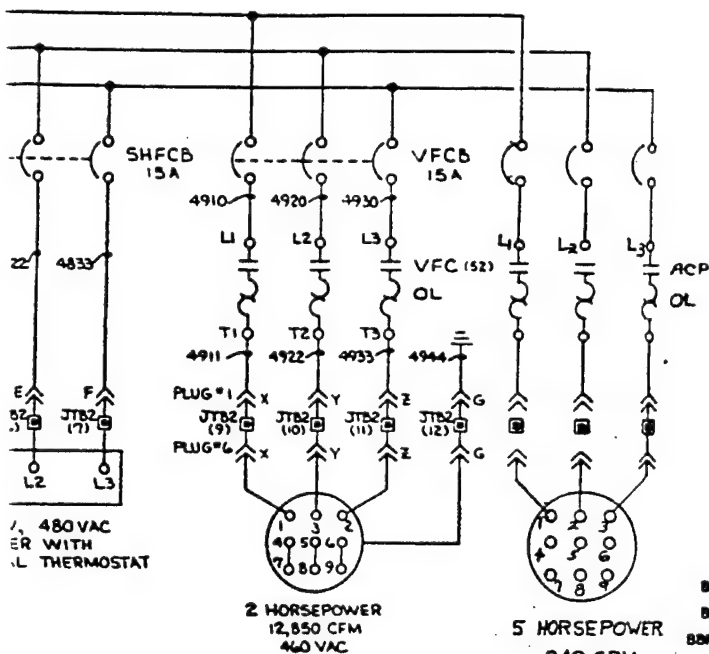 SHFCB
15A
VFCB
15A
4910
4920
4930
22
4833
L1
L2
L3
VFC (52)
OL
L1
L2
L3
ACP
OL
T1
T2
T3
4911
4922
4933
4944
E
F
PLUG #1
X
Y
Z
G
JTB2
(7)
JTB2
(9)
JTB2
(10)
JTB2
(11)
JTB2
(12)
PLUG #6
X
Y
Z
G
L2
L3
1 3 2
4 5 6
7 8 9
1 2 3
4 5 6
7 8 9
480 VAC
ER WITH
L THERMOSTAT
2 HORSEPOWER
12,850 CFM
460 VAC
5 HORSEPOWER